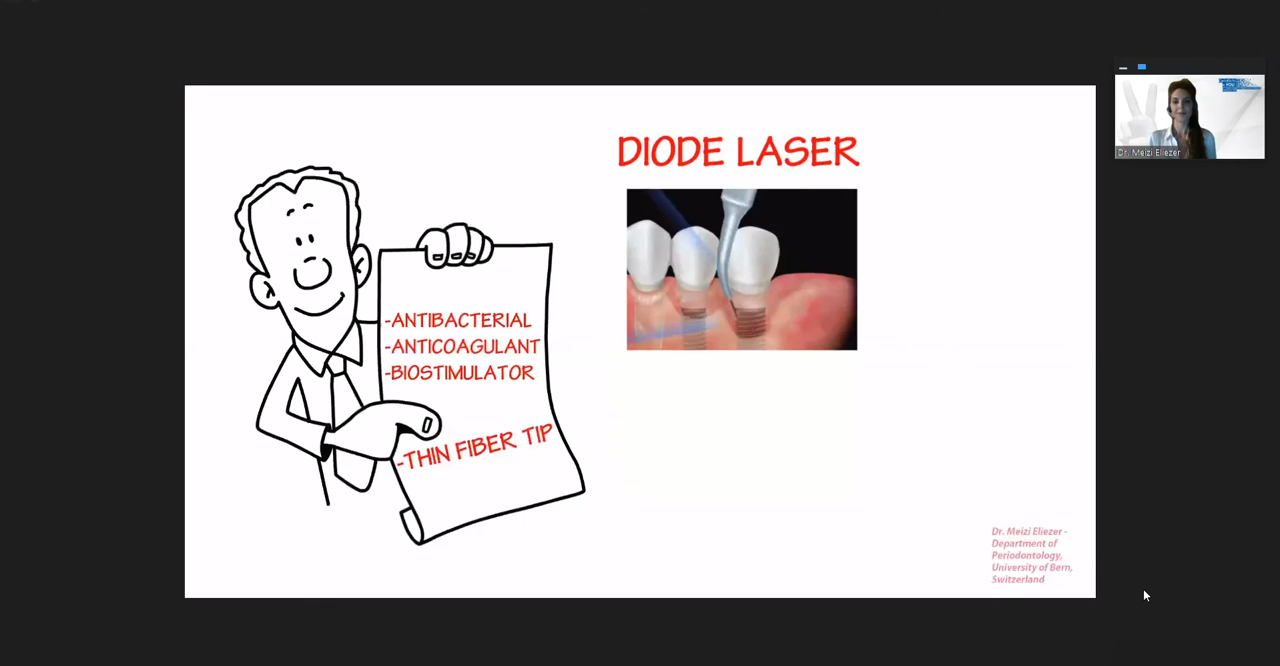 DIODE LASER
-ANTIBACTERIAL
-ANTICOAGULANT
-BIOSTIMULATOR
-THIN FIBER TIP
Dr. Meizi Eliezer -
Department of
Periodontology,
University of Bern,
Switzerland
Dr. Meizi Eliezer